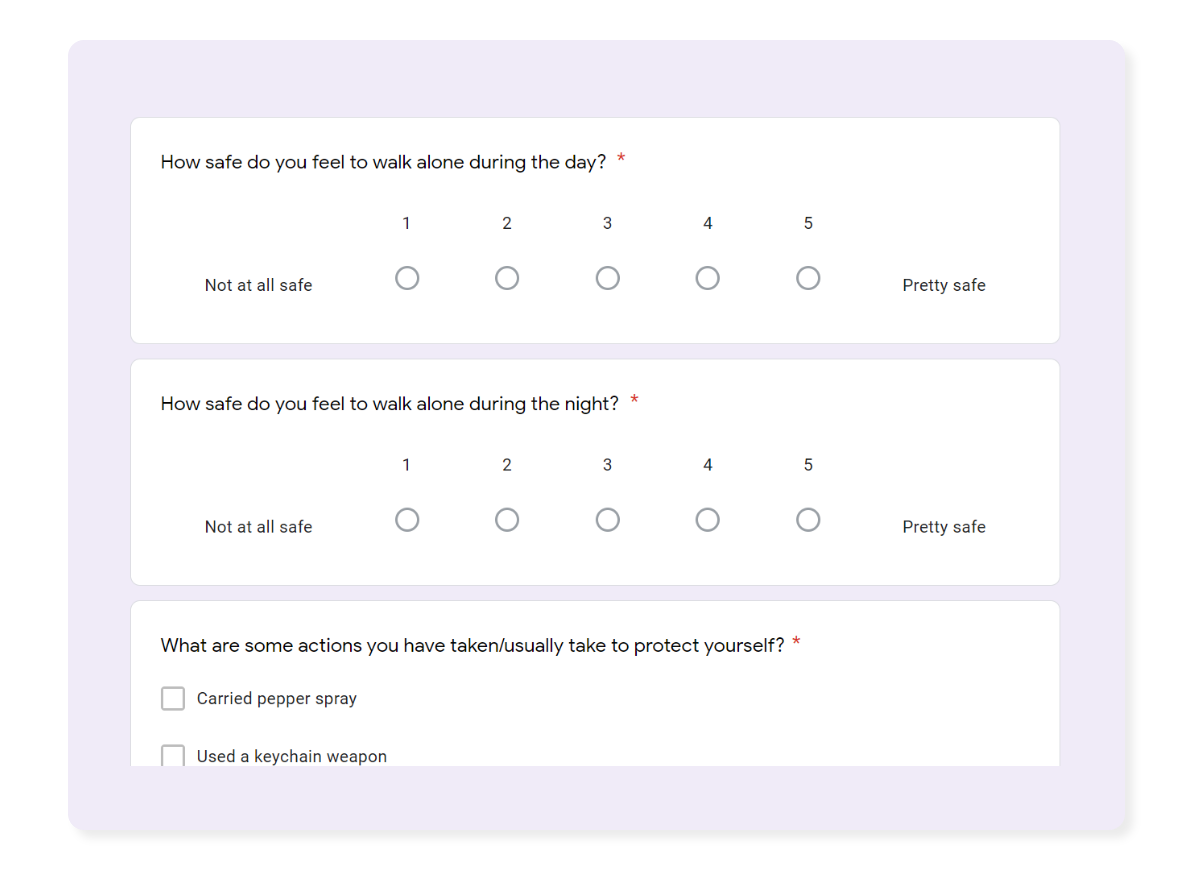 How safe do you feel to walk alone during the day? *
1 2 3 4 5
Not at all safe Pretty safe
How safe do you feel to walk alone during the night? *
1 2 3 4 5
Not at all safe Pretty safe
What are some actions you have taken/usually take to protect yourself? *
Carried pepper spray
Used a keychain weapon